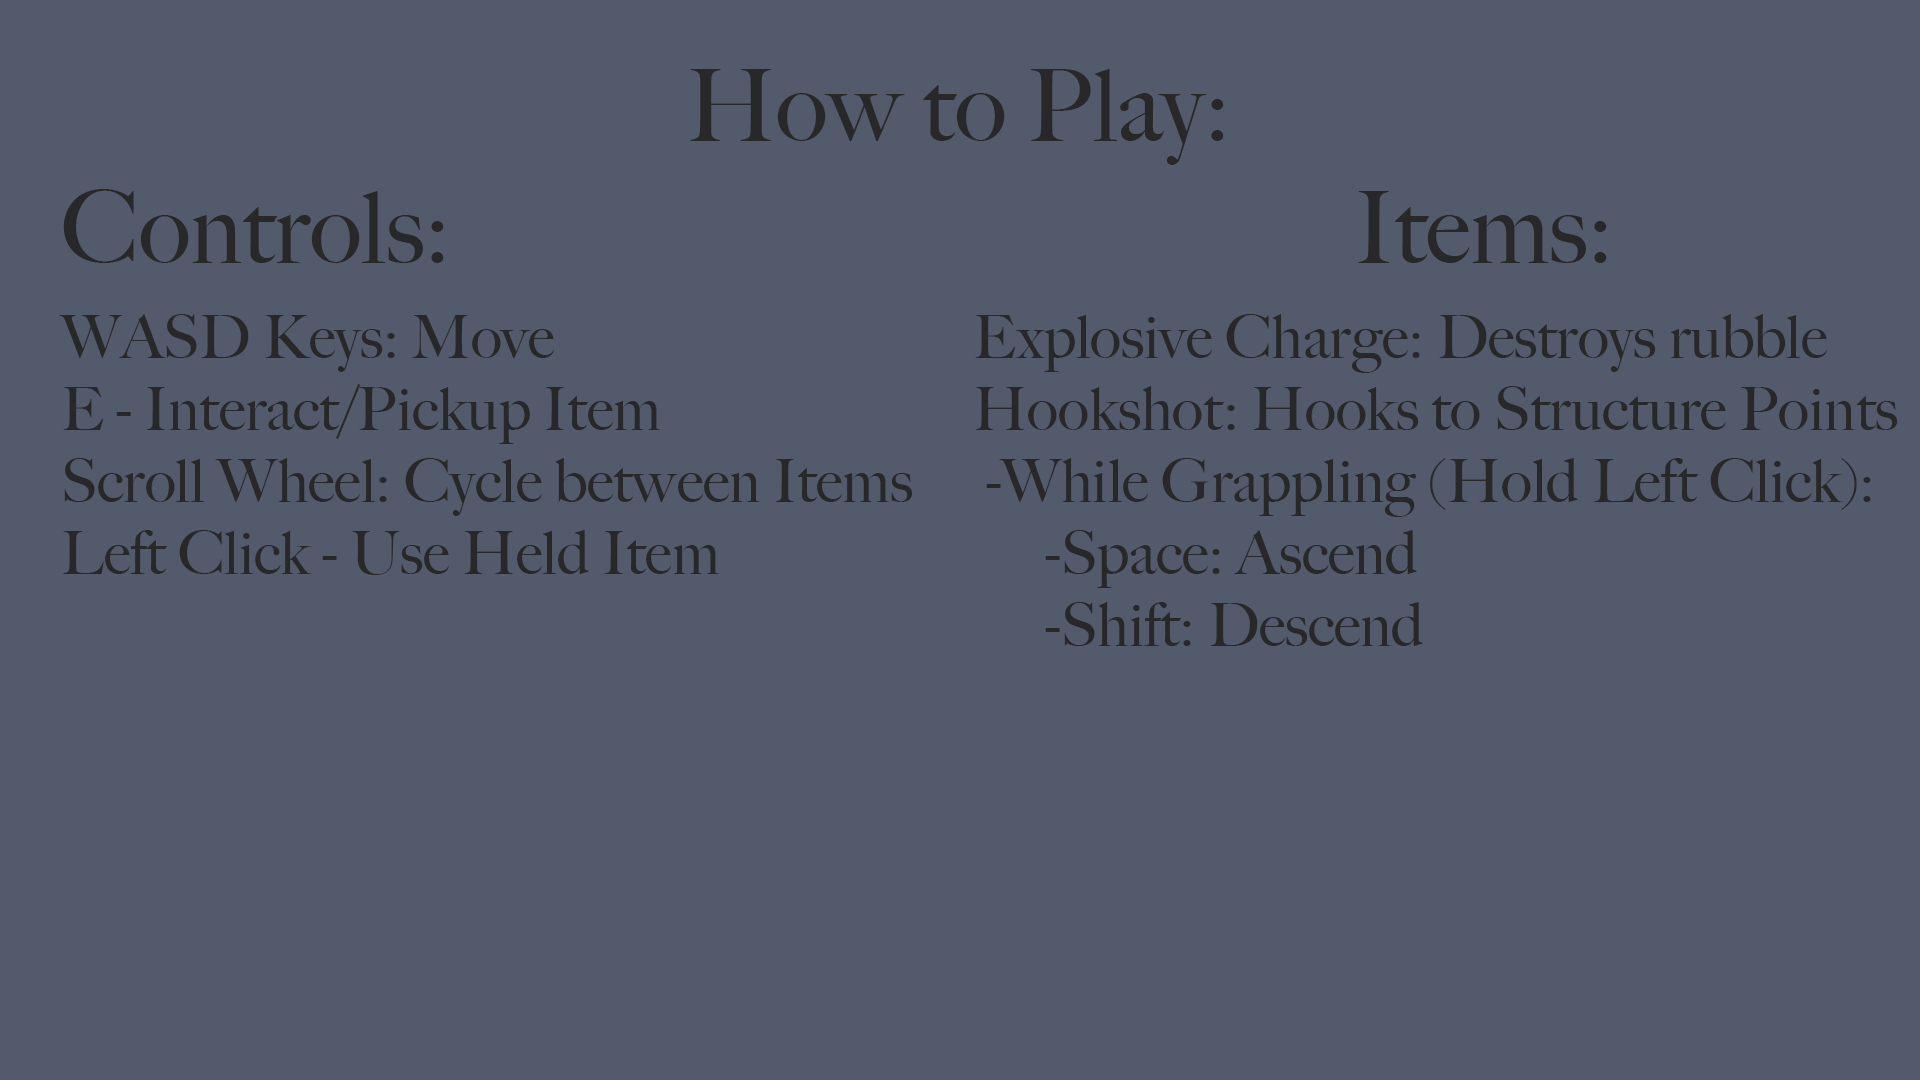 How to Play:
Controls:
WASD Keys: Move
E - Interact/Pickup Item
Scroll Wheel: Cycle between Items
Left Click - Use Held Item
Items:
Explosive Charge: Destroys rubble
Hookshot: Hooks to Structure Points
-While Grappling (Hold Left Click):
-Space: Ascend
-Shift: Descend